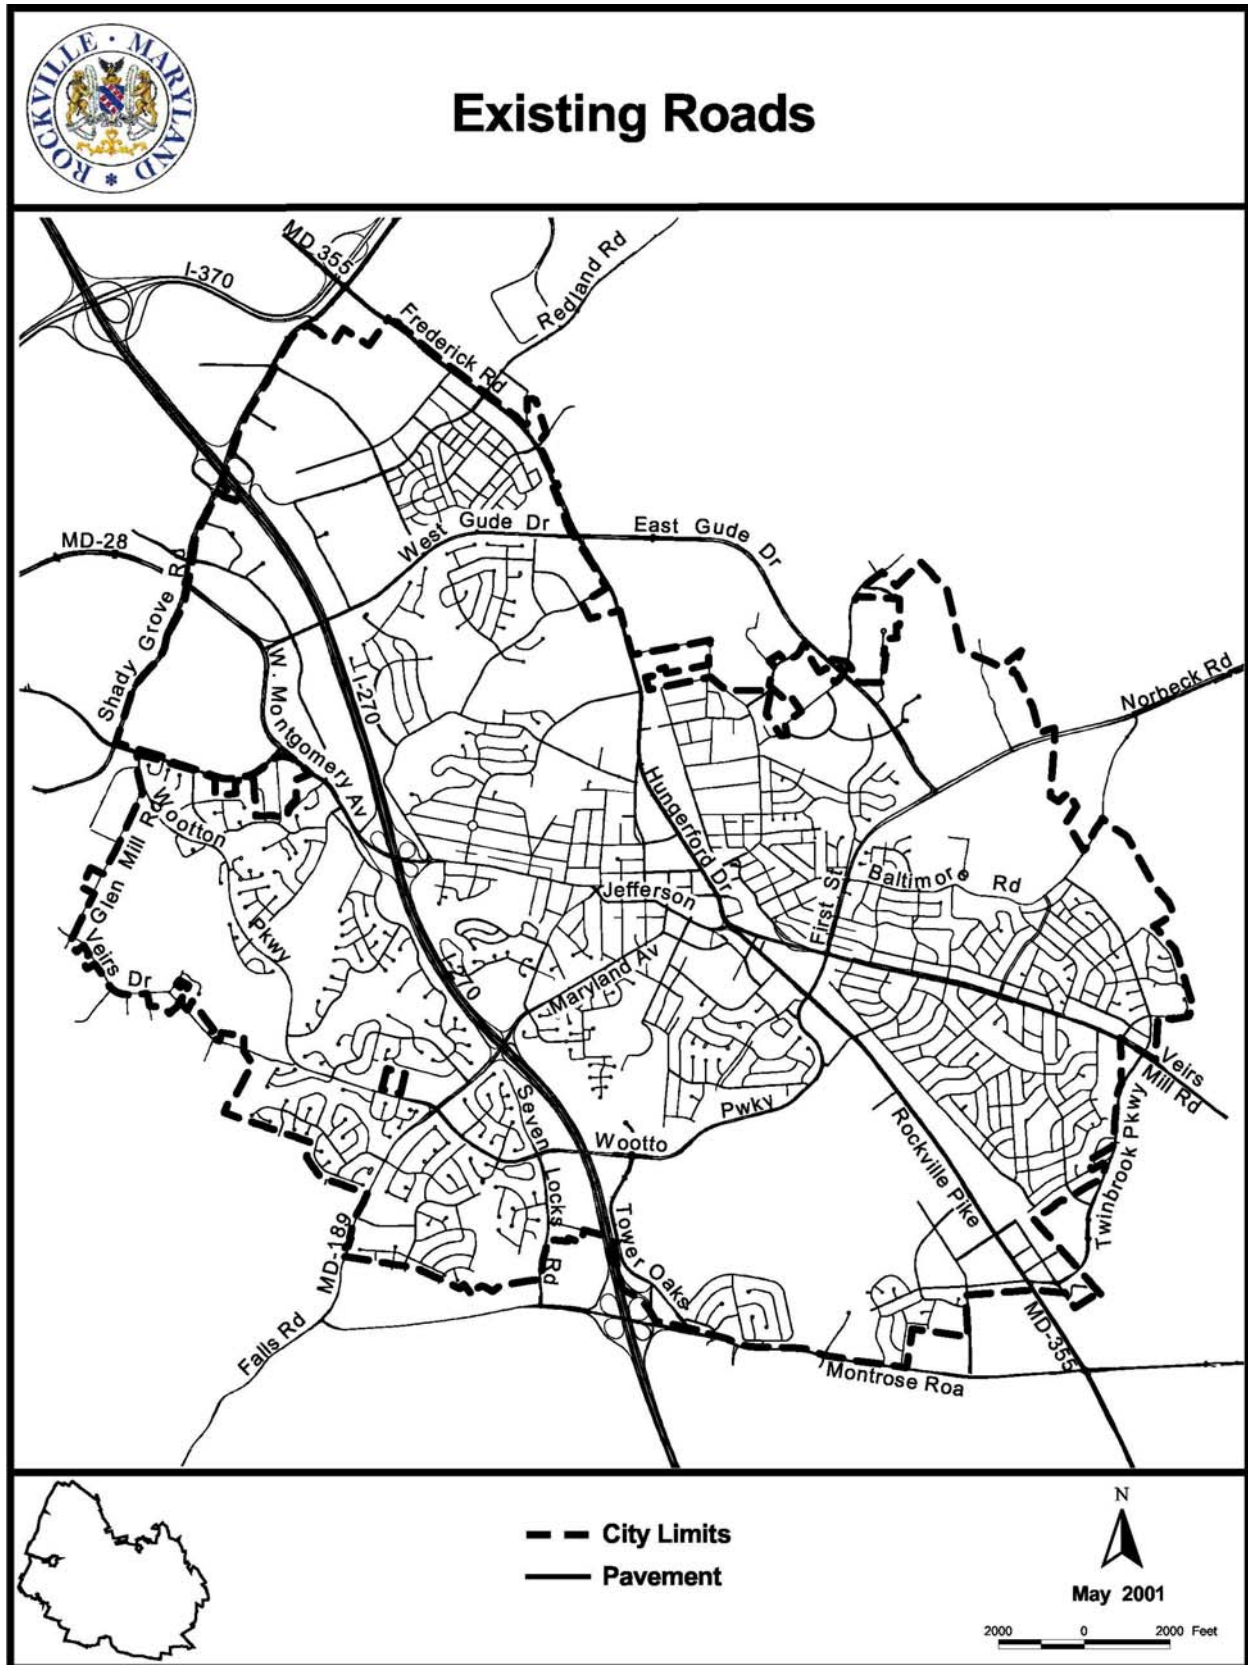 ROCKVILLE • MARYLAND
Existing Roads
MD 355
I-370
Redland Rd
Frederick Rd
West Gude Dr
East Gude Dr
MD-28
Shady Grove Rd
W. Montgomery Av
I-270
Norbeck Rd
Hungerford Dr
Wootton
Glen Mill Rd
Pkwy
Jefferson
First St
Baltimore Rd
Veirs Dr
I-270
Maryland Av
Veirs
Mill Rd
Seven
Locks
Rd
Wootto
Pwky
Rockville Pike
Twinbrook Pkwy
MD-189
Tower Oaks
Falls Rd
MD-355
Montrose Roa
City Limits
Pavement
N
May 2001
2000 0 2000 Feet